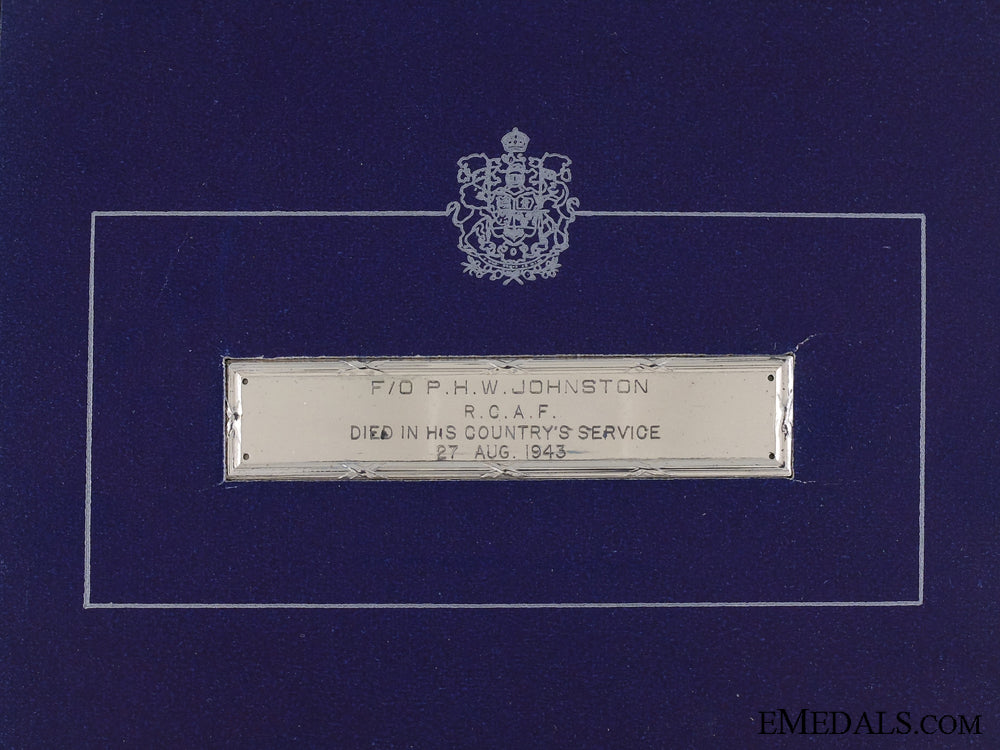 F/O P.H.W. JOHNSTON
R.C.A.F.
DIED IN HIS COUNTRY'S SERVICE
27 AUG. 1943
EMEDALS.COM